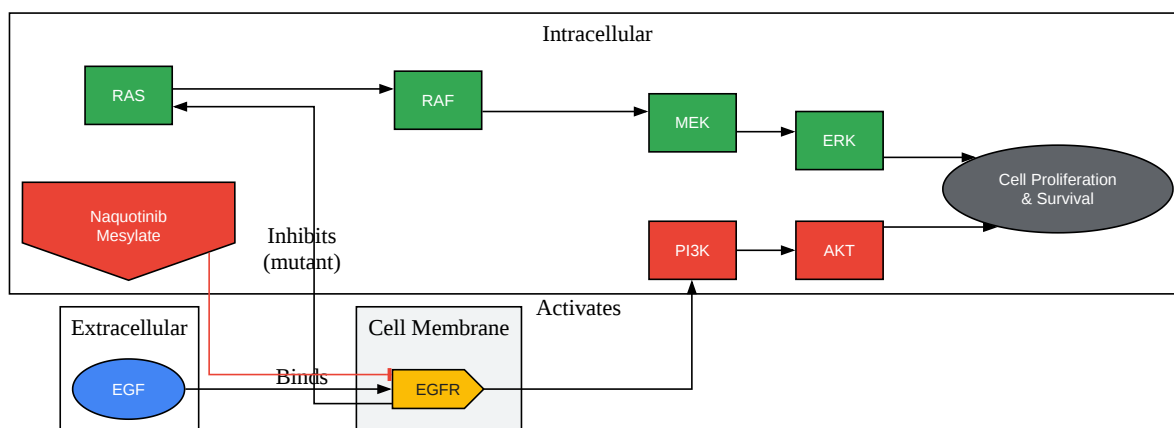 Intracellular
RAS
RAF
MEK
ERK
Cell Proliferation
& Survival
Naquotinib
Mesylate
Inhibits
(mutant)
PI3K
AKT
Activates
Extracellular
Cell Membrane
EGF
Binds
EGFR